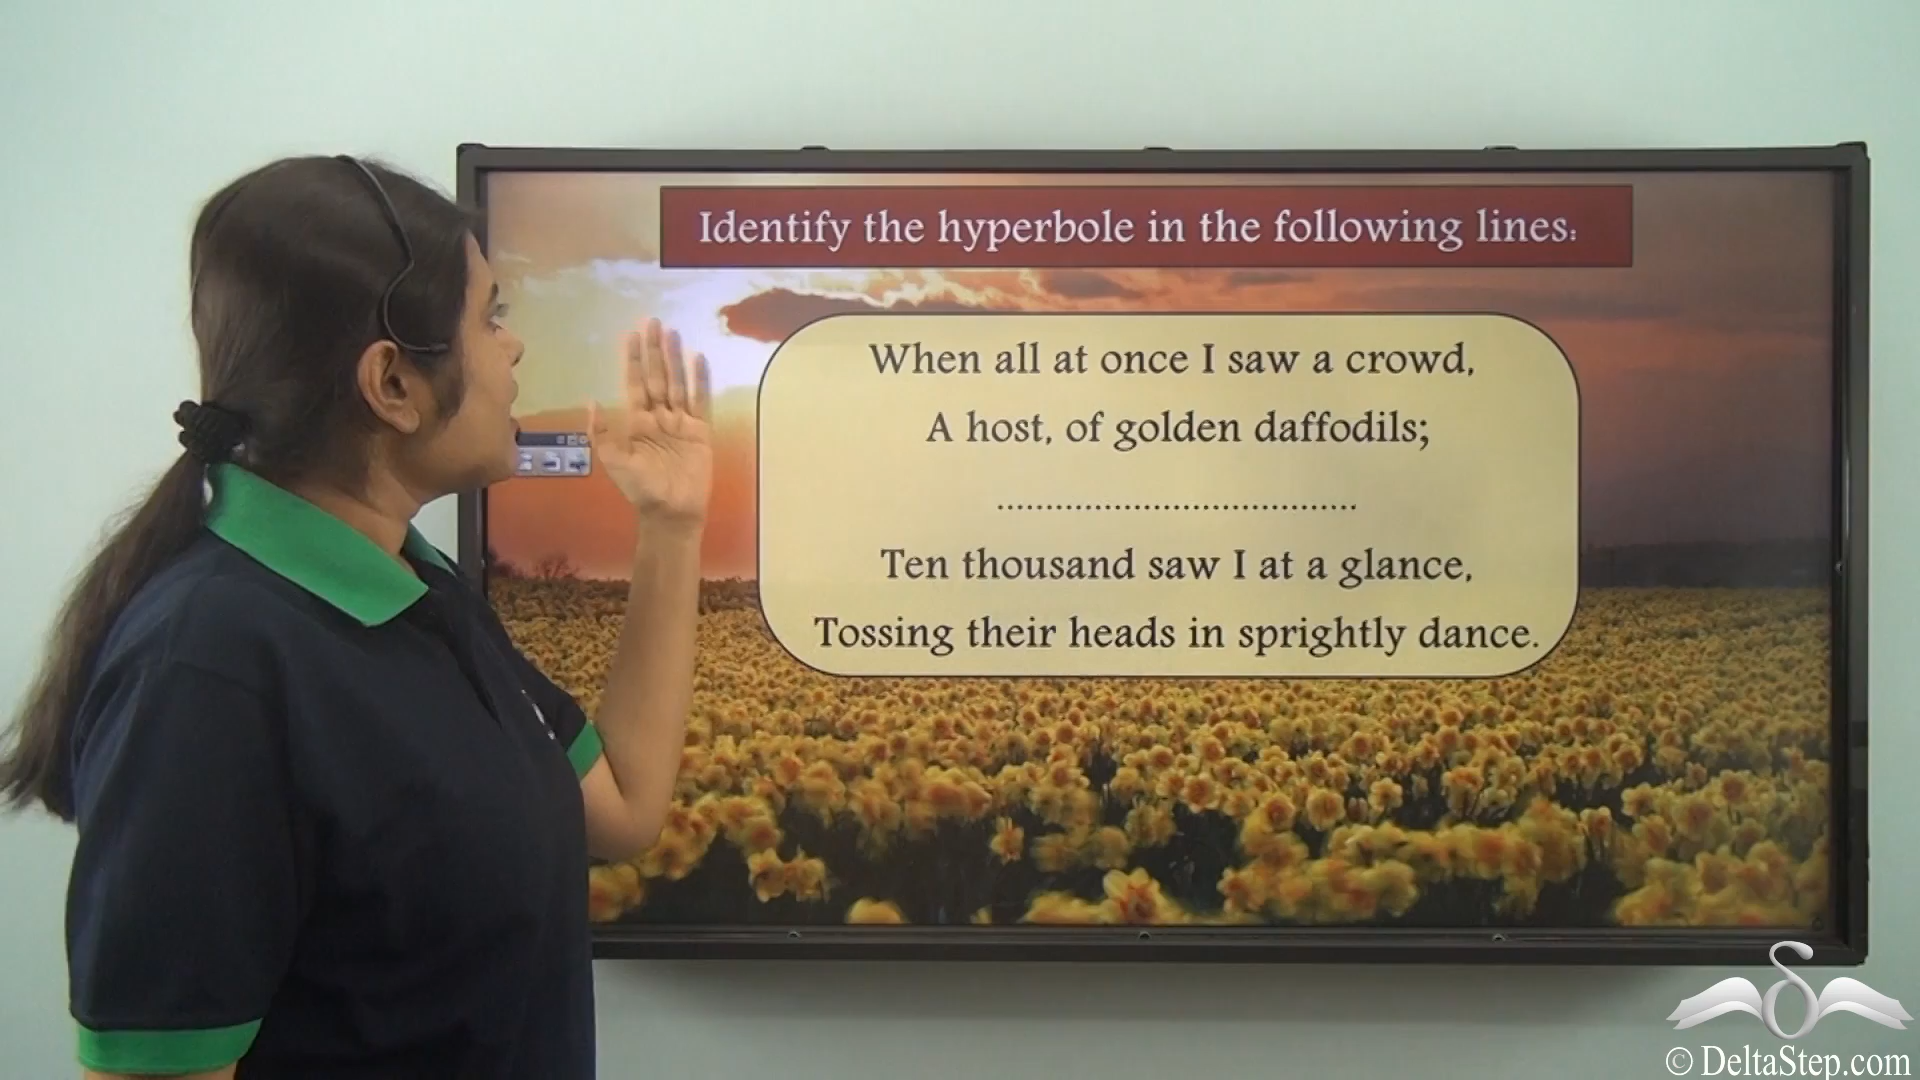 Identify the hyperbole in the following lines:
When all at once I saw a crowd,
A host, of golden daffodils;
....................................
Ten thousand saw I at a glance,
Tossing their heads in sprightly dance.
© DeltaStep.com